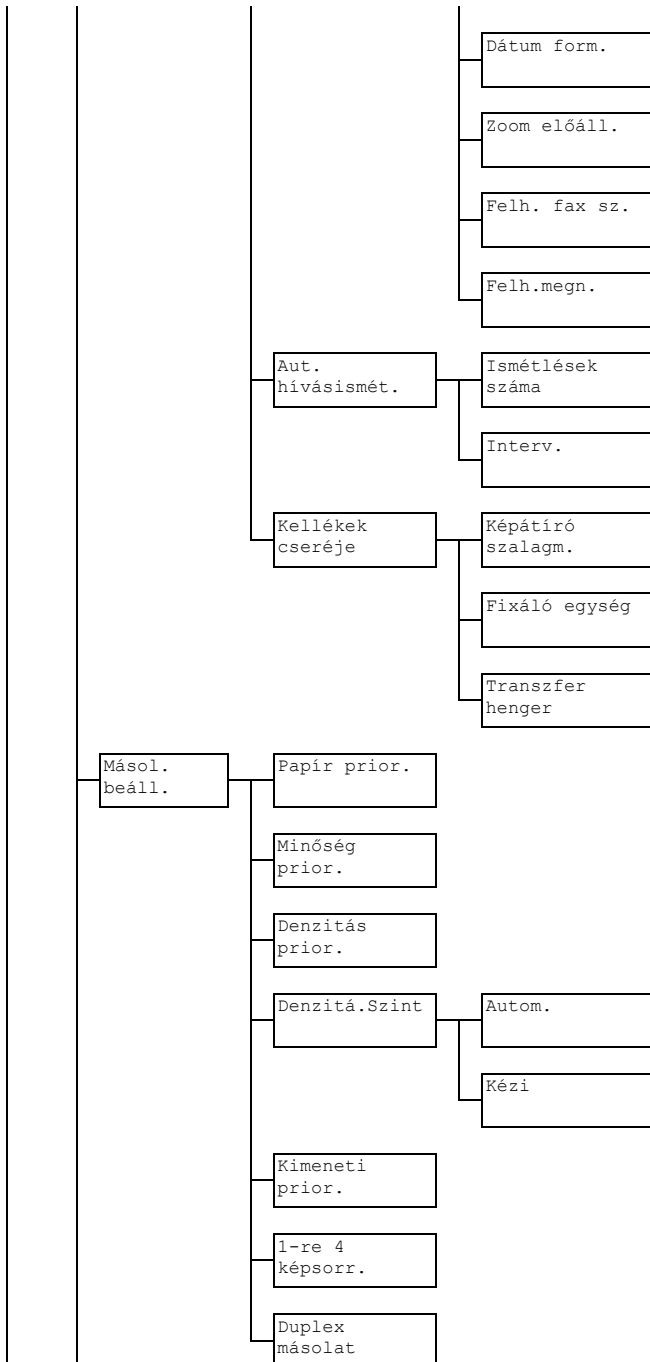 Dátum form.
Zoom előáll.
Felh. fax sz.
Felh.megn.
Aut.
hívásismét.
Ismétlések
száma
Interv.
Kellékek
cseréje
Képátíró
szalagm.
Fixáló egység
Transzfer
henger
Másol.
beáll.
Papír prior.
Minőség
prior.
Denzitás
prior.
Denzitá.Szint
Autom.
Kézi
Kimeneti
prior.
1-re 4
képsorr.
Duplex
másolat